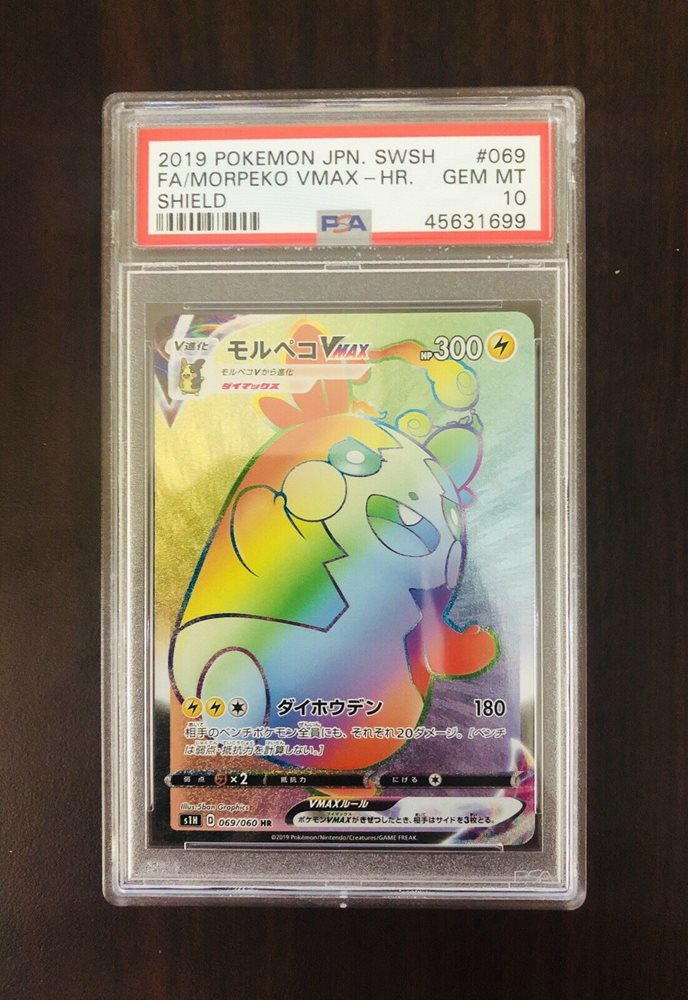 2019 POKEMON JPN. SWSH #069
FA/MORPEKO VMAX-HR. GEM MT
SHIELD 10
PSA 45631699
V進化 モルペコVMAX HP300
モルペコVから進化
ダイマックス
ダイホウデン 180
相手のベンチポケモン全員にも、それぞれ20ダメージ。[ベンチ
は弱点・抵抗力を計算しない。]
弱点 ×2 抵抗力 にげる
Illus. 5ban Graphics VMAXルール
s1H D 069/060 HR ポケモンVMAXがきぜつしたとき、相手はサイドを3枚とる。
©2019 Pokémon/Nintendo/Creatures/GAME FREAK.
PSA